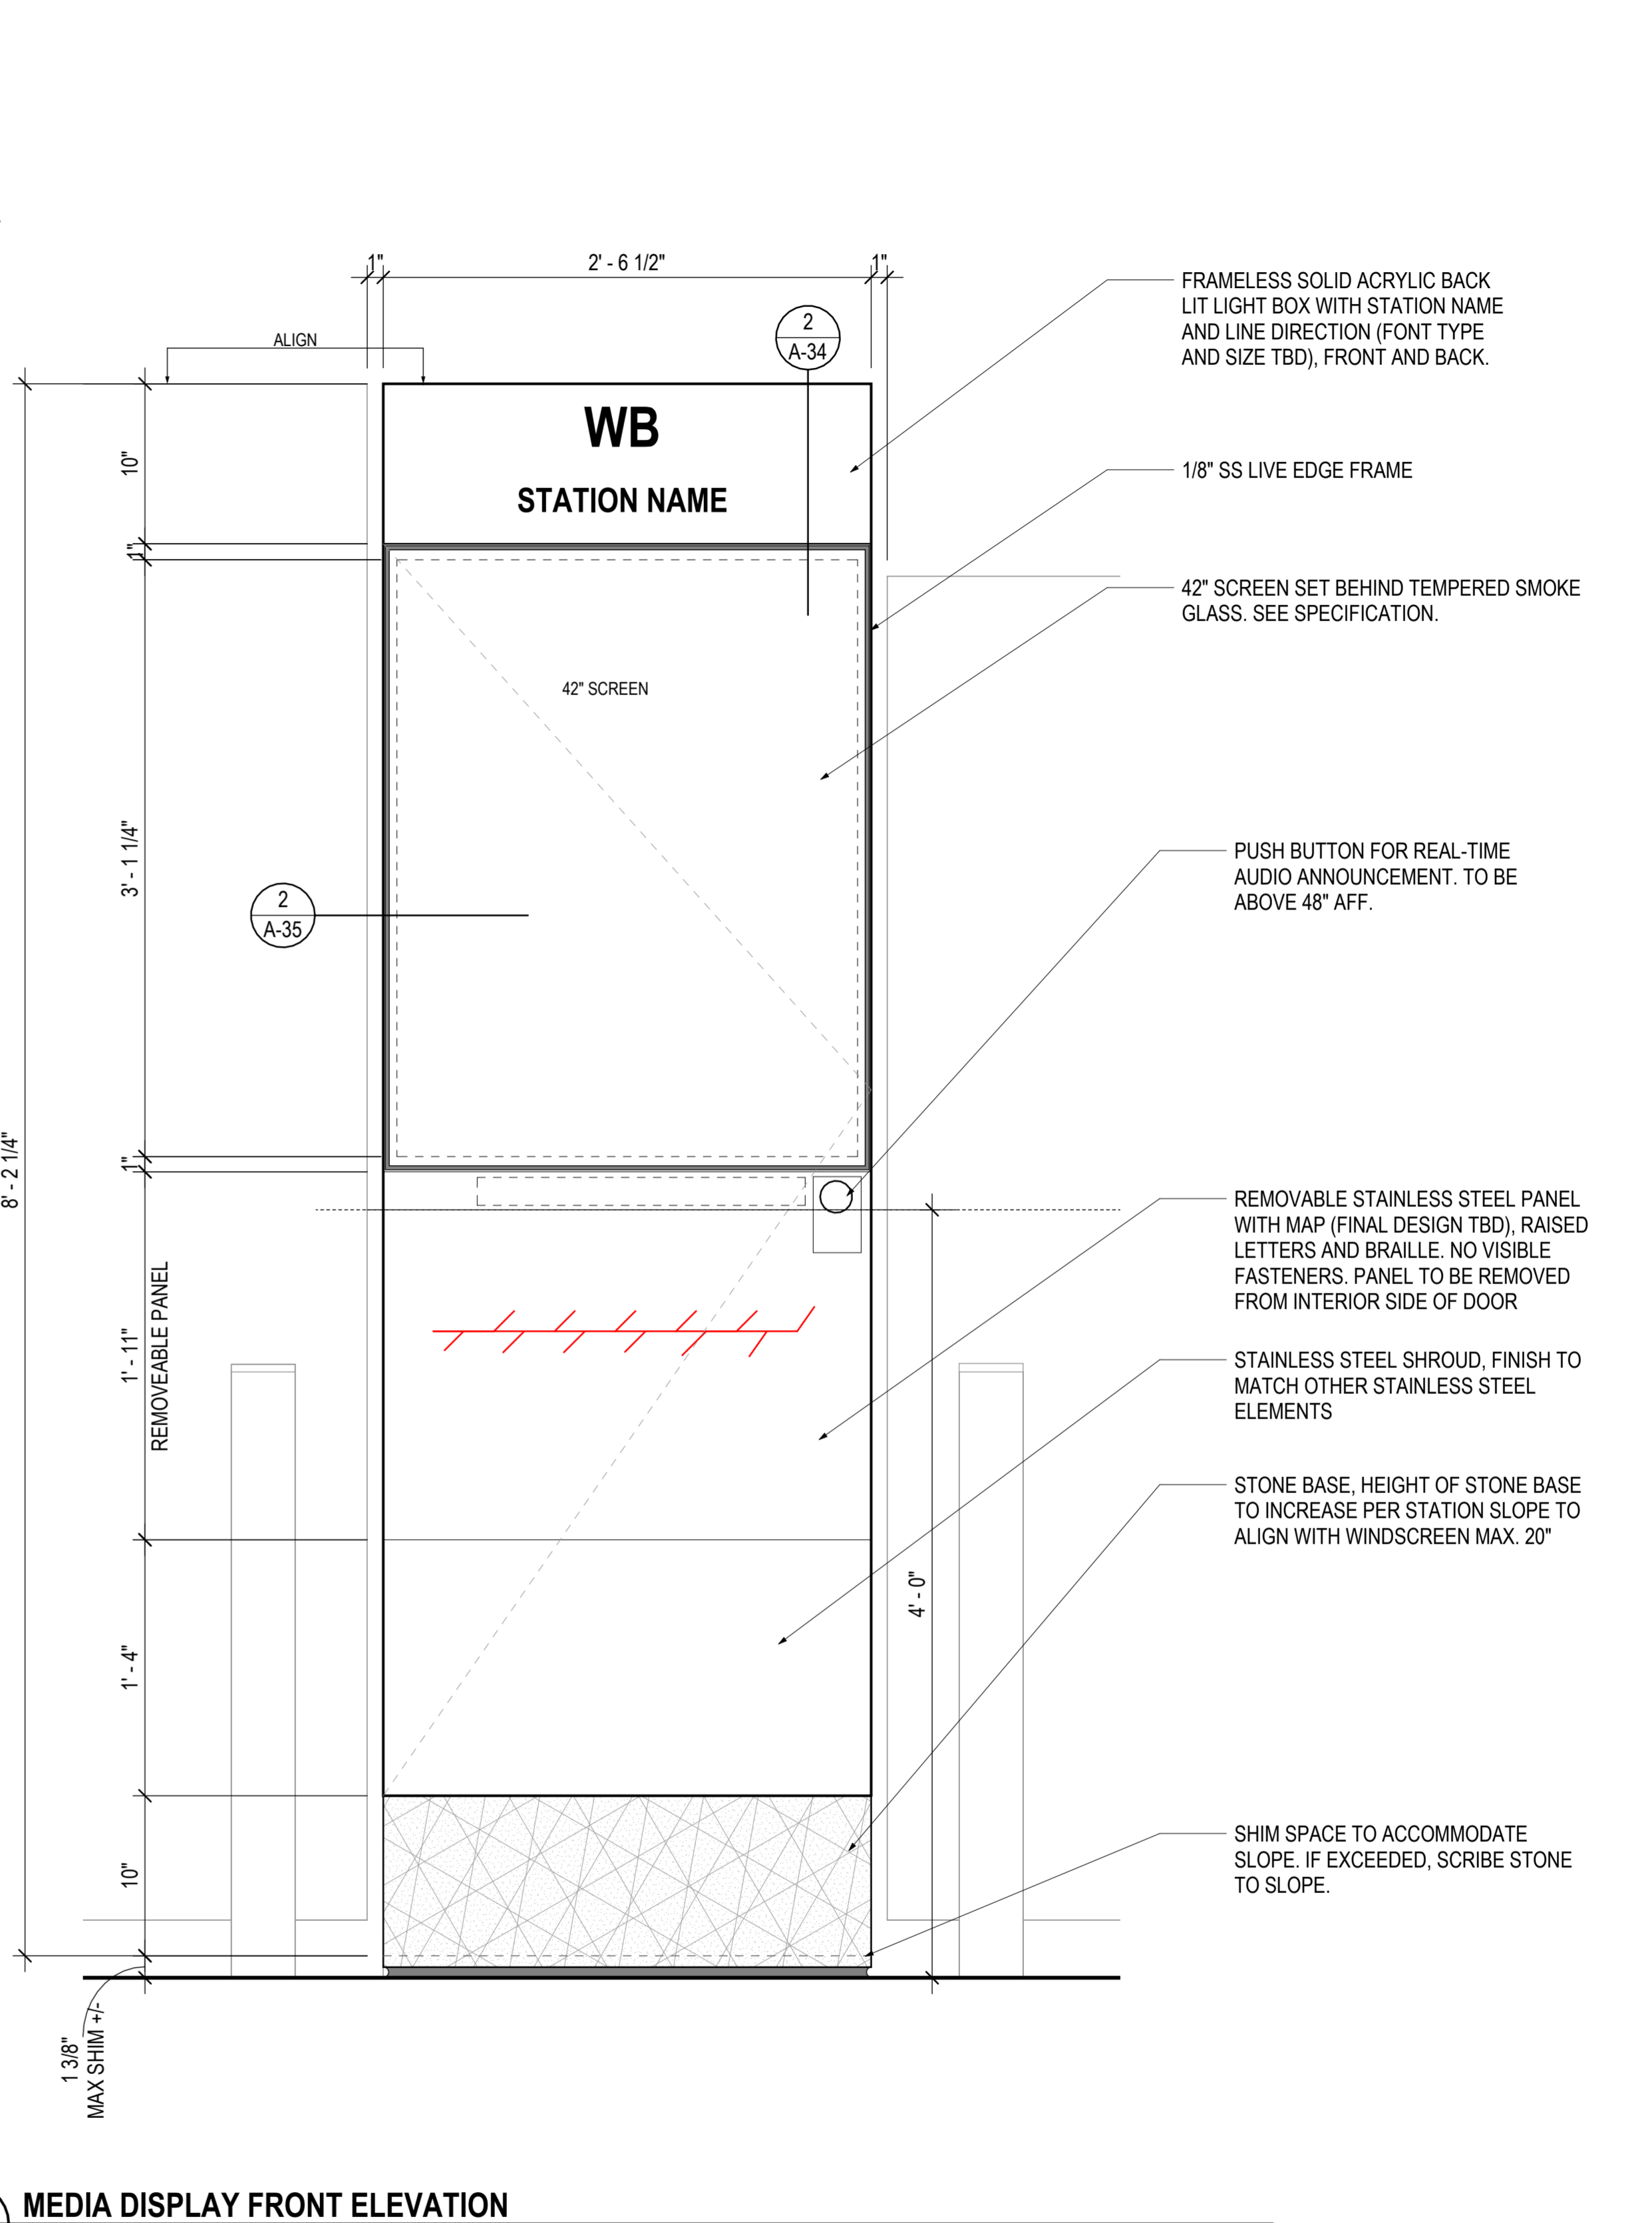 1"
2' - 6 1/2"
1"
2
A-34
ALIGN
FRAMELESS SOLID ACRYLIC BACK
LIT LIGHT BOX WITH STATION NAME
AND LINE DIRECTION (FONT TYPE
AND SIZE TBD), FRONT AND BACK.
WB
STATION NAME
10"
1/8" SS LIVE EDGE FRAME
1"
42" SCREEN SET BEHIND TEMPERED SMOKE
GLASS. SEE SPECIFICATION.
42" SCREEN
3' - 1 1/4"
2
A-35
PUSH BUTTON FOR REAL-TIME
AUDIO ANNOUNCEMENT. TO BE
ABOVE 48" AFF.
8' - 2 1/4"
1"
REMOVABLE STAINLESS STEEL PANEL
WITH MAP (FINAL DESIGN TBD), RAISED
LETTERS AND BRAILLE. NO VISIBLE
FASTENERS. PANEL TO BE REMOVED
FROM INTERIOR SIDE OF DOOR
1' - 11"
REMOVEABLE PANEL
STAINLESS STEEL SHROUD, FINISH TO
MATCH OTHER STAINLESS STEEL
ELEMENTS
STONE BASE, HEIGHT OF STONE BASE
TO INCREASE PER STATION SLOPE TO
ALIGN WITH WINDSCREEN MAX. 20"
4' - 0"
1' - 4"
10"
SHIM SPACE TO ACCOMMODATE
SLOPE. IF EXCEEDED, SCRIBE STONE
TO SLOPE.
1 3/8"
MAX SHIM +/-
MEDIA DISPLAY FRONT ELEVATION